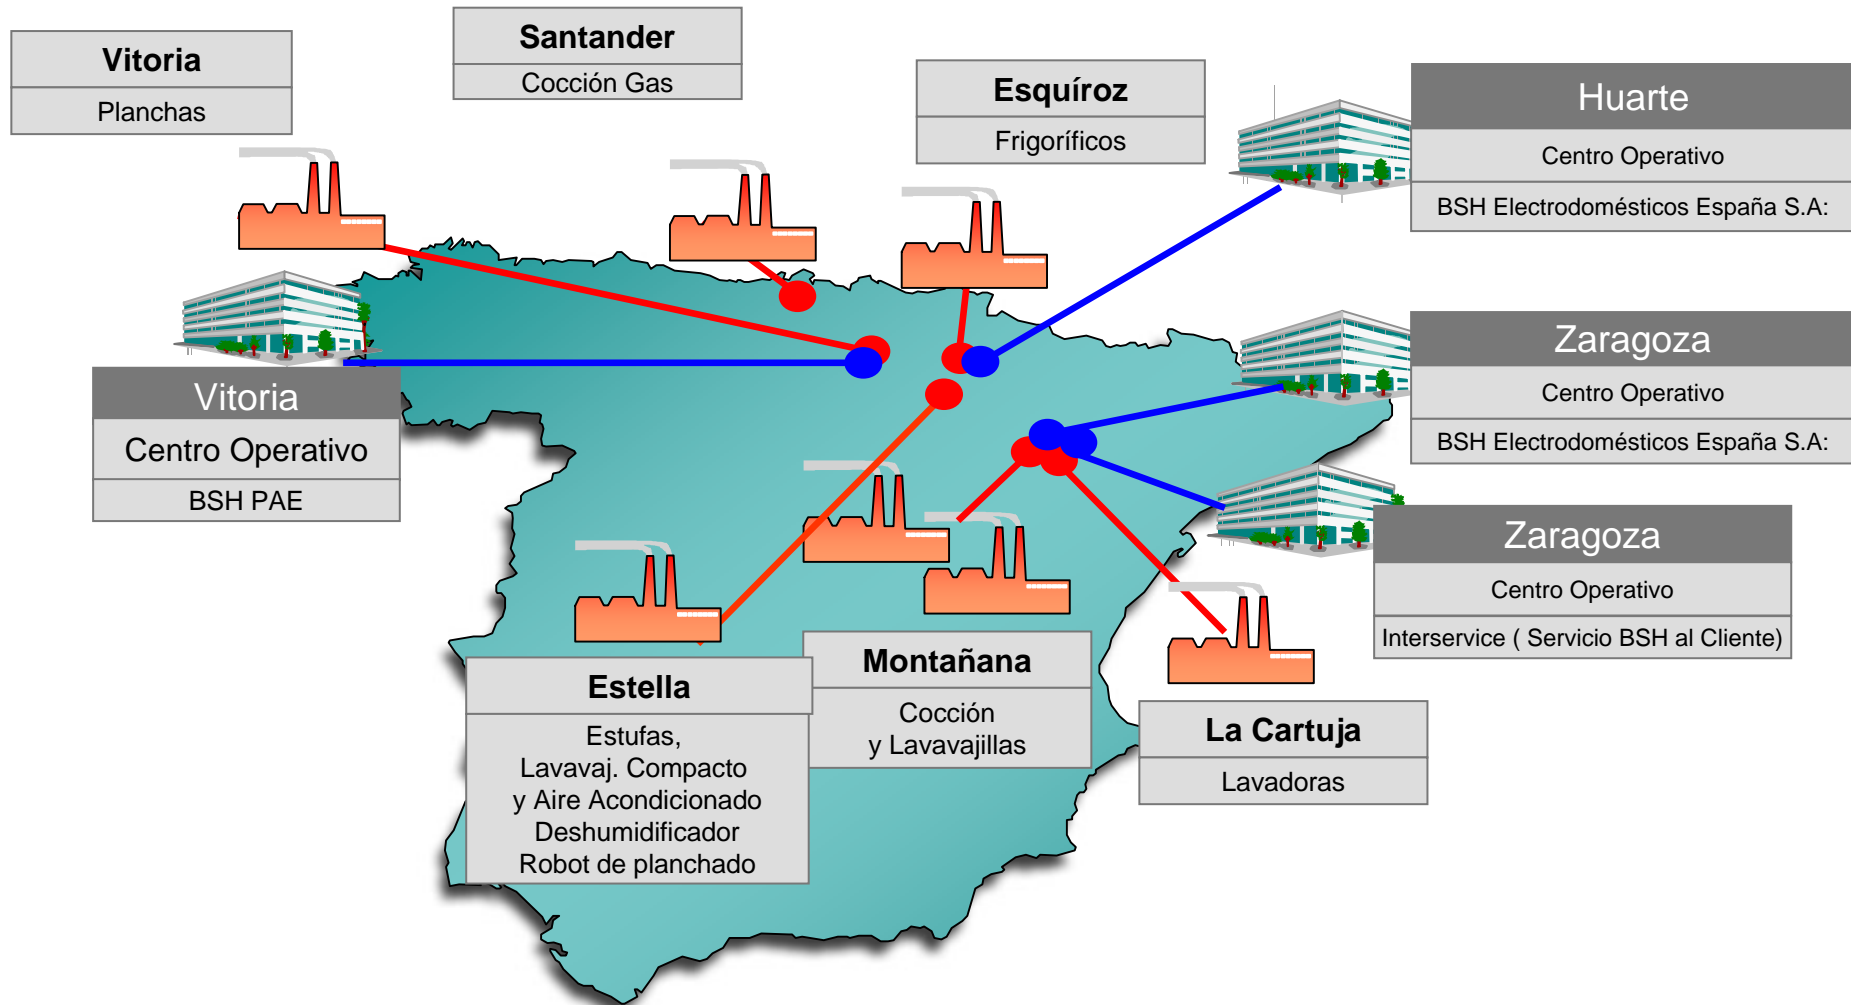 Vitoria
Planchas
Santander
Cocción Gas
Esquíroz
Frigoríficos
Huarte
Centro Operativo
BSH Electrodomésticos España S.A:
Vitoria
Centro Operativo
BSH PAE
Zaragoza
Centro Operativo
BSH Electrodomésticos España S.A:
Zaragoza
Centro Operativo
Interservice ( Servicio BSH al Cliente)
Estella
Estufas,
Lavavaj. Compacto
y Aire Acondicionado
Deshumidificador
Robot de planchado
Montañana
Cocción
y Lavavajillas
La Cartuja
Lavadoras